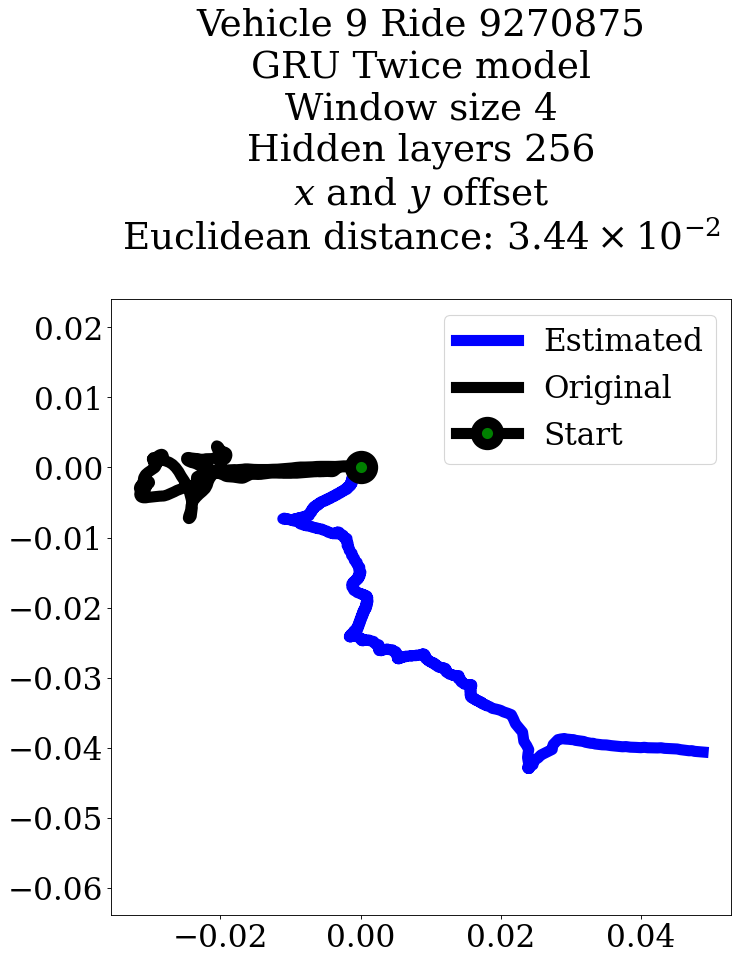 Vehicle 9 Ride 9270875
GRU Twice model
Window size 4
Hidden layers 256
x and y offset
Euclidean distance: 3.44 × 10⁻²
Estimated
Original
Start
0.02
0.01
0.00
−0.01
−0.02
−0.03
−0.04
−0.05
−0.06
−0.02 0.00 0.02 0.04